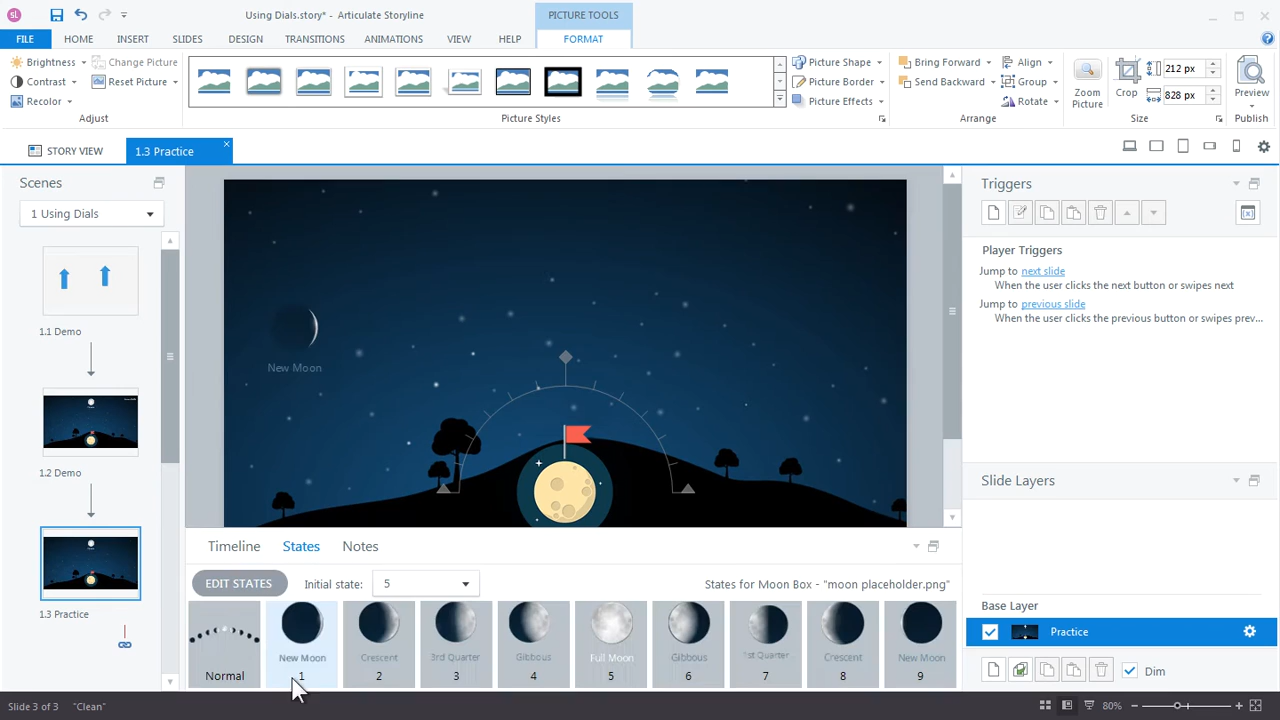 sl
Using Dials.story* - Articulate Storyline
PICTURE TOOLS
FILE HOME INSERT SLIDES DESIGN TRANSITIONS ANIMATIONS VIEW HELP FORMAT
Brightness Change Picture Picture Shape Bring Forward Align 212 px
Contrast Reset Picture Picture Border Send Backward Group 828 px
Recolor Picture Effects Rotate
Zoom Picture Crop Preview
Adjust Picture Styles Arrange Size Publish
STORY VIEW 1.3 Practice
Scenes
1 Using Dials
1.1 Demo
1.2 Demo
1.3 Practice
New Moon
Triggers
Player Triggers
Jump to next slide
When the user clicks the next button or swipes next
Jump to previous slide
When the user clicks the previous button or swipes prev...
Slide Layers
Base Layer
Practice
Dim
Timeline States Notes
EDIT STATES Initial state: 5 States for Moon Box - "moon placeholder.png"
New Moon Crescent 3rd Quarter Gibbous Full Moon Gibbous 1st Quarter Crescent New Moon
Normal 1 2 3 4 5 6 7 8 9
Slide 3 of 3 "Clean" 80%